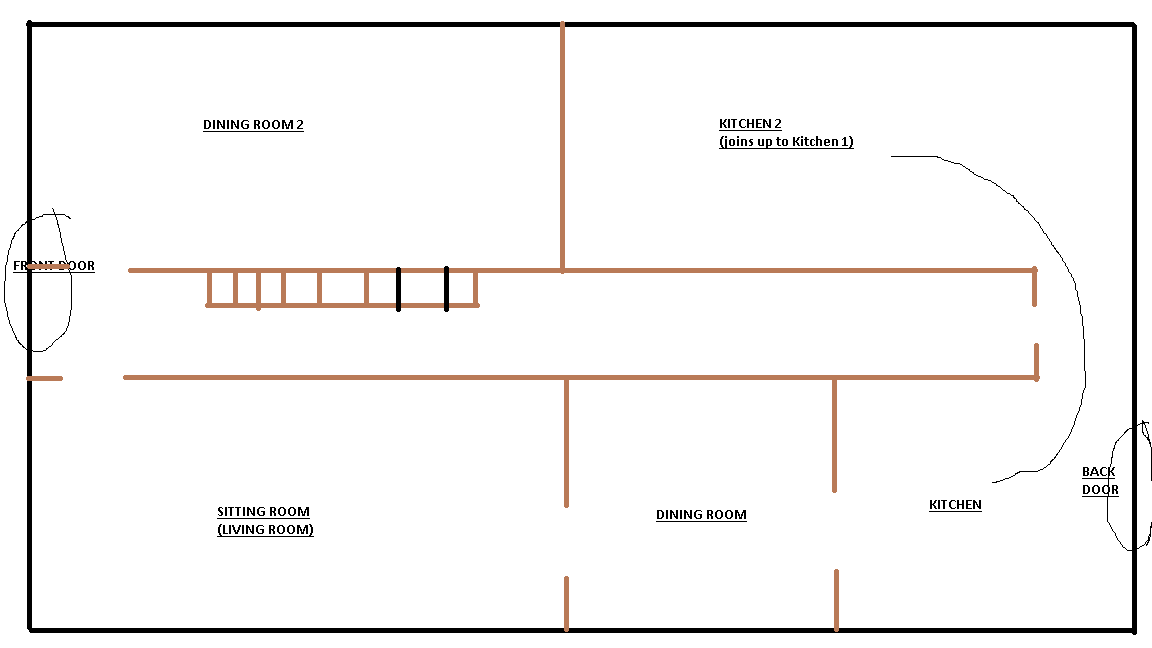 DINING ROOM 2
KITCHEN 2
(joins up to Kitchen 1)
FRONT DOOR
SITTING ROOM
(LIVING ROOM)
DINING ROOM
KITCHEN
BACK
DOOR